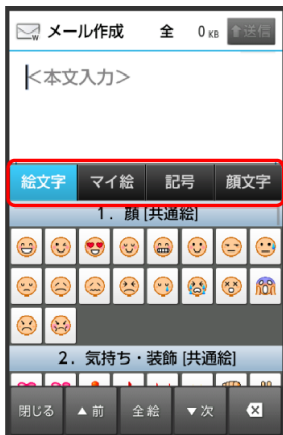 W メール作成 全 0 KB 送信
<本文入力>
絵文字 マイ絵 記号 顔文字
1. 顔 [共通絵]
2. 気持ち・装飾 [共通絵]
閉じる ▲前 全絵 ▼次